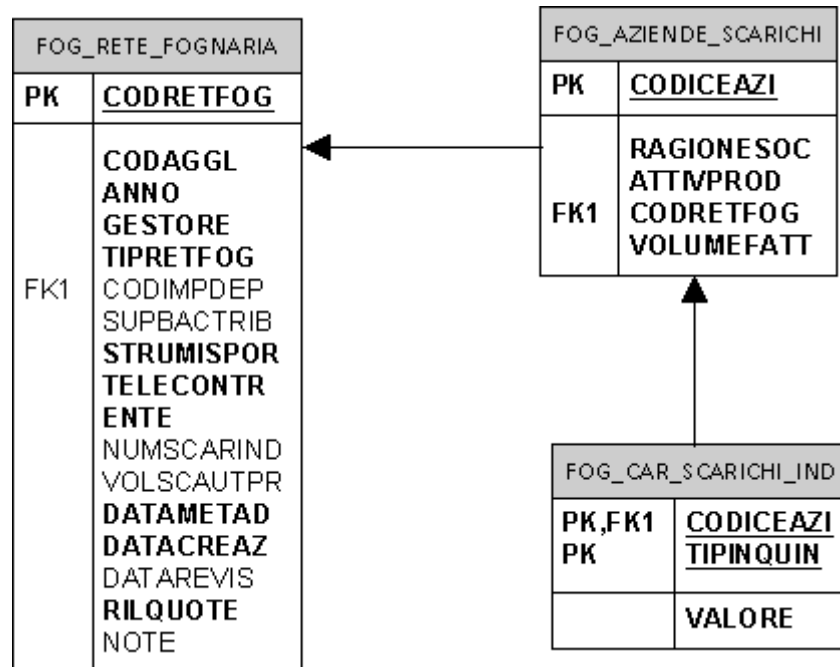 FOG_RETE_FOGNARIA
PK CODRETFOG
CODAGGL
ANNO
GESTORE
TIPRETFOG
FK1 CODIMPDEP
SUPBACTRIB
STRUMISPOR
TELECONTR
ENTE
NUMSCARIND
VOLSCAUTPR
DATAMETAD
DATACREAZ
DATAREVIS
RILQUOTE
NOTE
FOG_AZIENDE_SCARICHI
PK CODICEAZI
RAGIONESOC
ATTIVPROD
FK1 CODRETFOG
VOLUMEFATT
FOG_CAR_SCARICHI_IND
PK,FK1 CODICEAZI
PK TIPINQUIN
VALORE